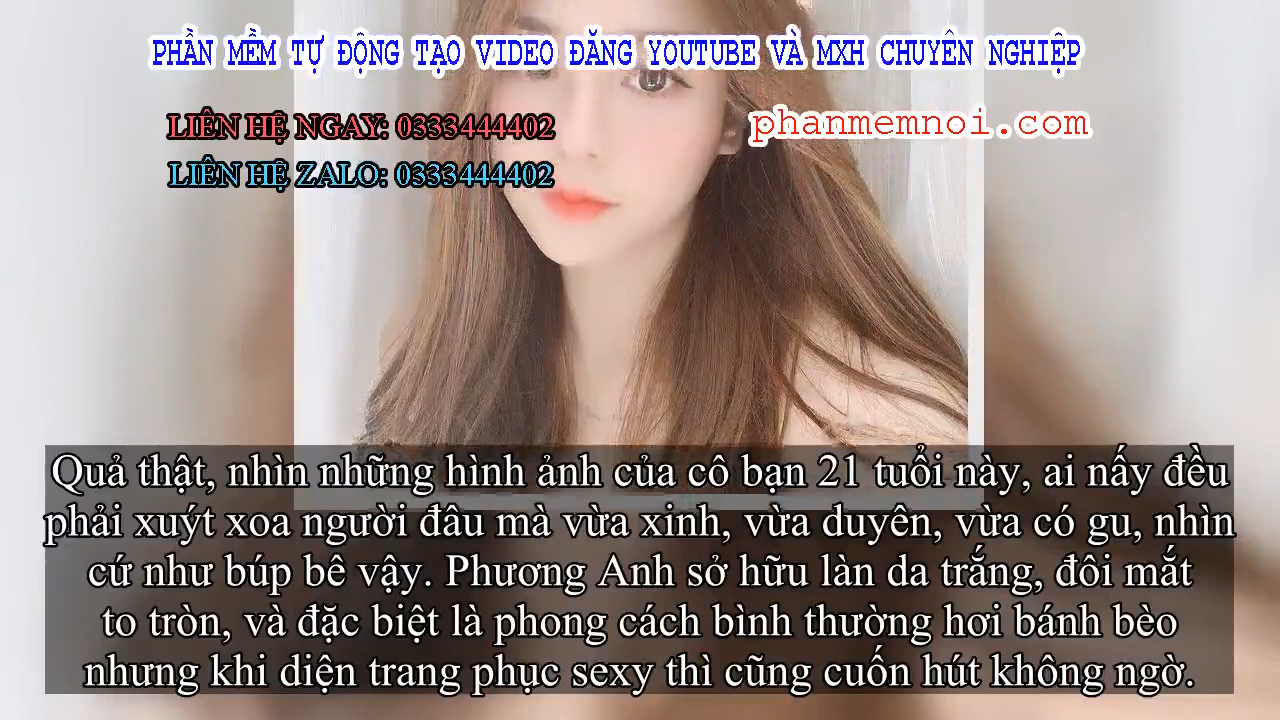 PHẦN MỀM TỰ ĐỘNG TẠO VIDEO ĐĂNG YOUTUBE VÀ MXH CHUYÊN NGHIỆP
LIÊN HỆ NGAY: 0333444402
phanmemnoi.com
LIÊN HỆ ZALO: 0333444402
Quả thật, nhìn những hình ảnh của cô bạn 21 tuổi này, ai nấy đều
phải xuýt xoa người đâu mà vừa xinh, vừa duyên, vừa có gu, nhìn
cứ như búp bê vậy. Phương Anh sở hữu làn da trắng, đôi mắt
to tròn, và đặc biệt là phong cách bình thường hơi bánh bèo
nhưng khi diện trang phục sexy thì cũng cuốn hút không ngờ.